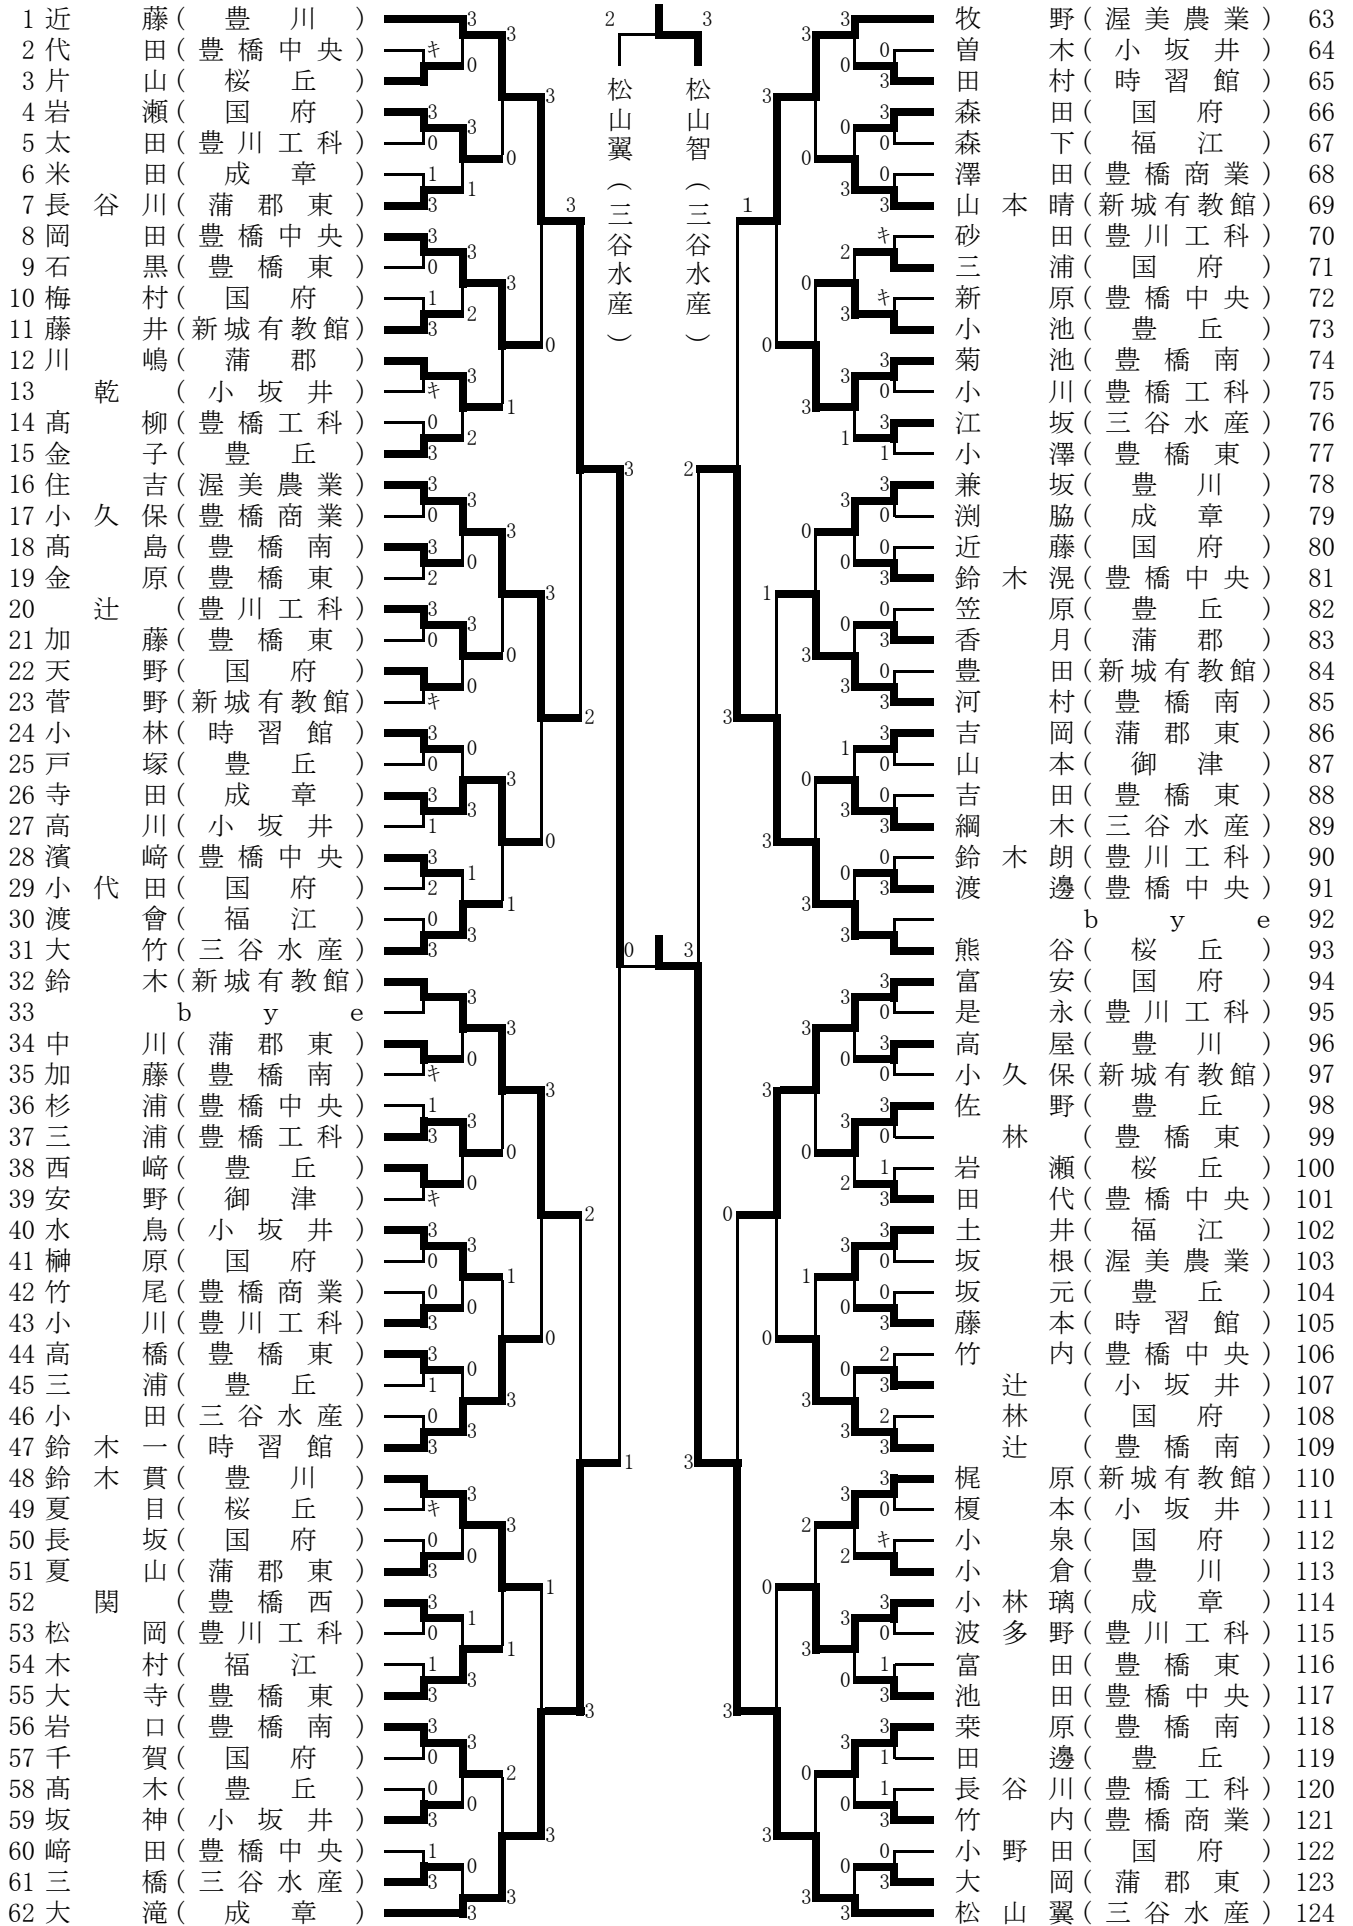 1 近藤(豊川)
2 代田(豊橋中央)
3 片山(桜丘)
4 岩瀬(国府)
5 太田(豊川工科)
6 米田(成章)
7 長谷川(蒲郡東)
8 岡田(豊橋中央)
9 石黒(豊橋東)
10 梅村(国府)
11 藤井(新城有教館)
12 川嶋(蒲郡)
13 乾(小坂井)
14 髙柳(豊橋工科)
15 金子(豊丘)
16 住吉(渥美農業)
17 小久保(豊橋商業)
18 髙島(豊橋南)
19 金原(豊橋東)
20 辻(豊川工科)
21 加藤(豊橋東)
22 天野(国府)
23 菅野(新城有教館)
24 小林(時習館)
25 戸塚(豊丘)
26 寺田(成章)
27 高川(小坂井)
28 濱﨑(豊橋中央)
29 小代田(国府)
30 渡會(福江)
31 大竹(三谷水産)
32 鈴木(新城有教館)
33 bye
34 中川(蒲郡東)
35 加藤(豊橋南)
36 杉浦(豊橋中央)
37 三浦(豊橋工科)
38 西﨑(豊丘)
39 安野(御津)
40 水鳥(小坂井)
41 榊原(国府)
42 竹尾(豊橋商業)
43 小川(豊川工科)
44 高橋(豊橋東)
45 三浦(豊丘)
46 小田(三谷水産)
47 鈴木一(時習館)
48 鈴木貫(豊川)
49 夏目(桜丘)
50 長坂(国府)
51 夏山(蒲郡東)
52 関(豊橋西)
53 松岡(豊川工科)
54 木村(福江)
55 大寺(豊橋東)
56 岩口(豊橋南)
57 千賀(国府)
58 髙木(豊丘)
59 坂神(小坂井)
60 﨑田(豊橋中央)
61 三橋(三谷水産)
62 大滝(成章)
2 3
松山翼(三谷水産)
松山智(三谷水産)
0 3
牧野(渥美農業) 63
曽木(小坂井) 64
田村(時習館) 65
森田(国府) 66
森下(福江) 67
澤田(豊橋商業) 68
山本晴(新城有教館) 69
砂田(豊川工科) 70
三浦(国府) 71
新原(豊橋中央) 72
小池(豊丘) 73
菊池(豊橋南) 74
小川(豊橋工科) 75
江坂(三谷水産) 76
小澤(豊橋東) 77
兼坂(豊川) 78
渕脇(成章) 79
近藤(国府) 80
鈴木滉(豊橋中央) 81
笠原(豊丘) 82
香月(蒲郡) 83
豊田(新城有教館) 84
河村(豊橋南) 85
吉岡(蒲郡東) 86
山本(御津) 87
吉田(豊橋東) 88
綱木(三谷水産) 89
鈴木朗(豊川工科) 90
渡邊(豊橋中央) 91
bye 92
熊谷(桜丘) 93
富安(国府) 94
是永(豊川工科) 95
高屋(豊川) 96
小久保(新城有教館) 97
佐野(豊丘) 98
林(豊橋東) 99
岩瀬(桜丘) 100
田代(豊橋中央) 101
土井(福江) 102
坂根(渥美農業) 103
坂元(豊丘) 104
藤本(時習館) 105
竹内(豊橋中央) 106
辻(小坂井) 107
林(国府) 108
辻(豊橋南) 109
梶原(新城有教館) 110
榎本(小坂井) 111
小泉(国府) 112
小倉(豊川) 113
小林璃(成章) 114
波多野(豊川工科) 115
富田(豊橋東) 116
池田(豊橋中央) 117
桒原(豊橋南) 118
田邊(豊丘) 119
長谷川(豊橋工科) 120
竹内(豊橋商業) 121
小野田(国府) 122
大岡(蒲郡東) 123
松山翼(三谷水産) 124